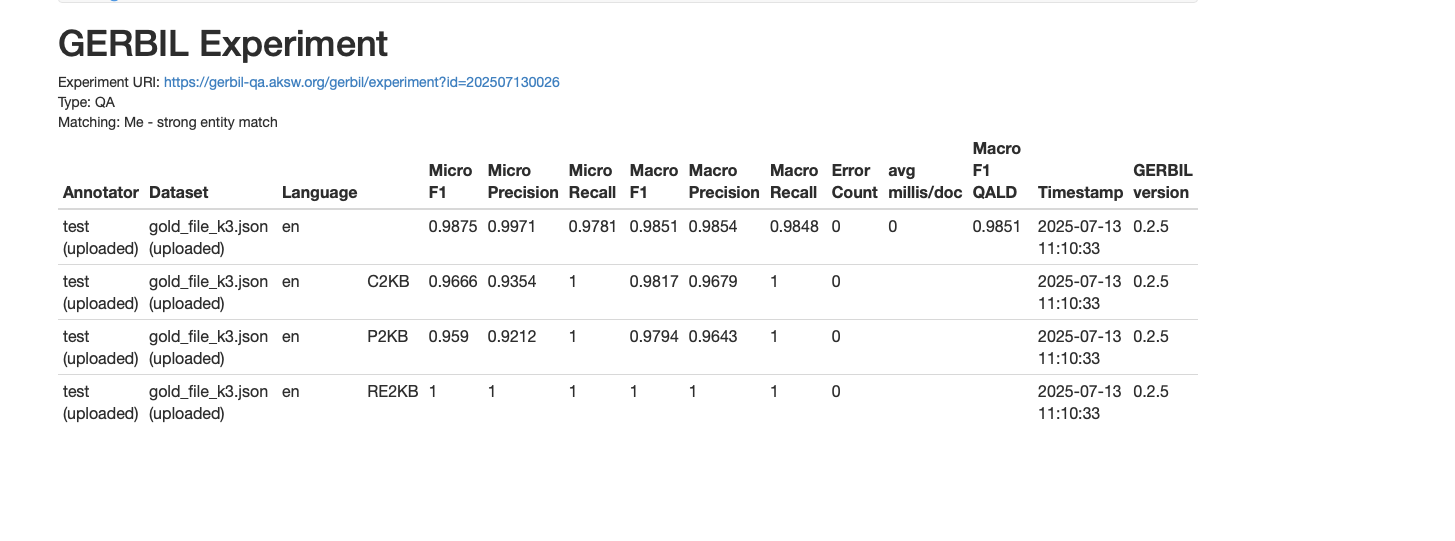 GERBIL Experiment
Experiment URI: https://gerbil-qa.aksw.org/gerbil/experiment?id=202507130026
Type: QA
Matching: Me - strong entity match
Annotator Dataset Language Micro F1 Micro Precision Micro Recall Macro F1 Macro Precision Macro Recall Error Count avg millis/doc Macro F1 QALD Timestamp GERBIL version
test (uploaded) gold_file_k3.json (uploaded) en 0.9875 0.9971 0.9781 0.9851 0.9854 0.9848 0 0 0.9851 2025-07-13 11:10:33 0.2.5
test (uploaded) gold_file_k3.json (uploaded) en C2KB 0.9666 0.9354 1 0.9817 0.9679 1 0 2025-07-13 11:10:33 0.2.5
test (uploaded) gold_file_k3.json (uploaded) en P2KB 0.959 0.9212 1 0.9794 0.9643 1 0 2025-07-13 11:10:33 0.2.5
test (uploaded) gold_file_k3.json (uploaded) en RE2KB 1 1 1 1 1 1 0 2025-07-13 11:10:33 0.2.5